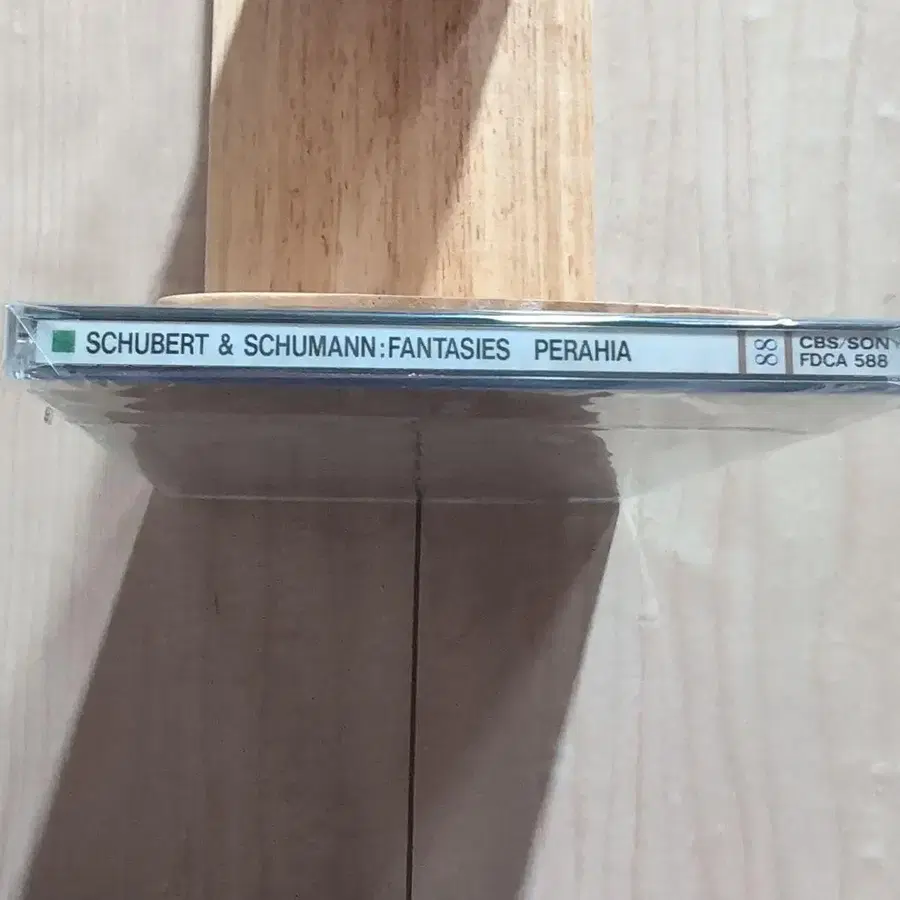 SCHUBERT & SCHUMANN:FANTASIES PERAHIA
88
CBS/SON
FDCA 588